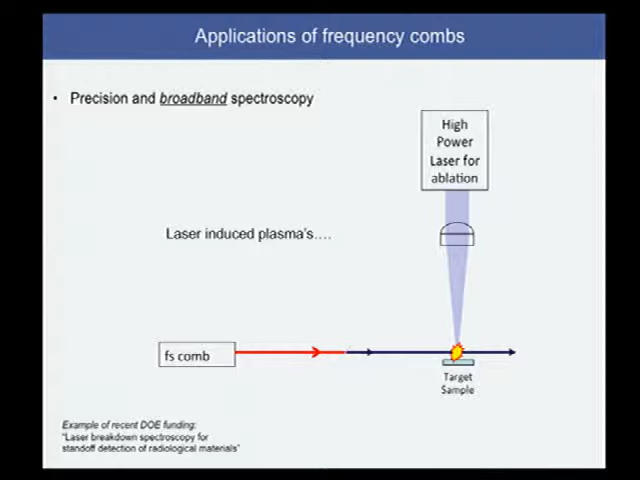 Applications of frequency combs
• Precision and broadband spectroscopy
High
Power
Laser for
ablation
Laser induced plasma's....
fs comb
Target
Sample
Example of recent DOE funding:
"Laser breakdown spectroscopy for
standoff detection of radiological materials"